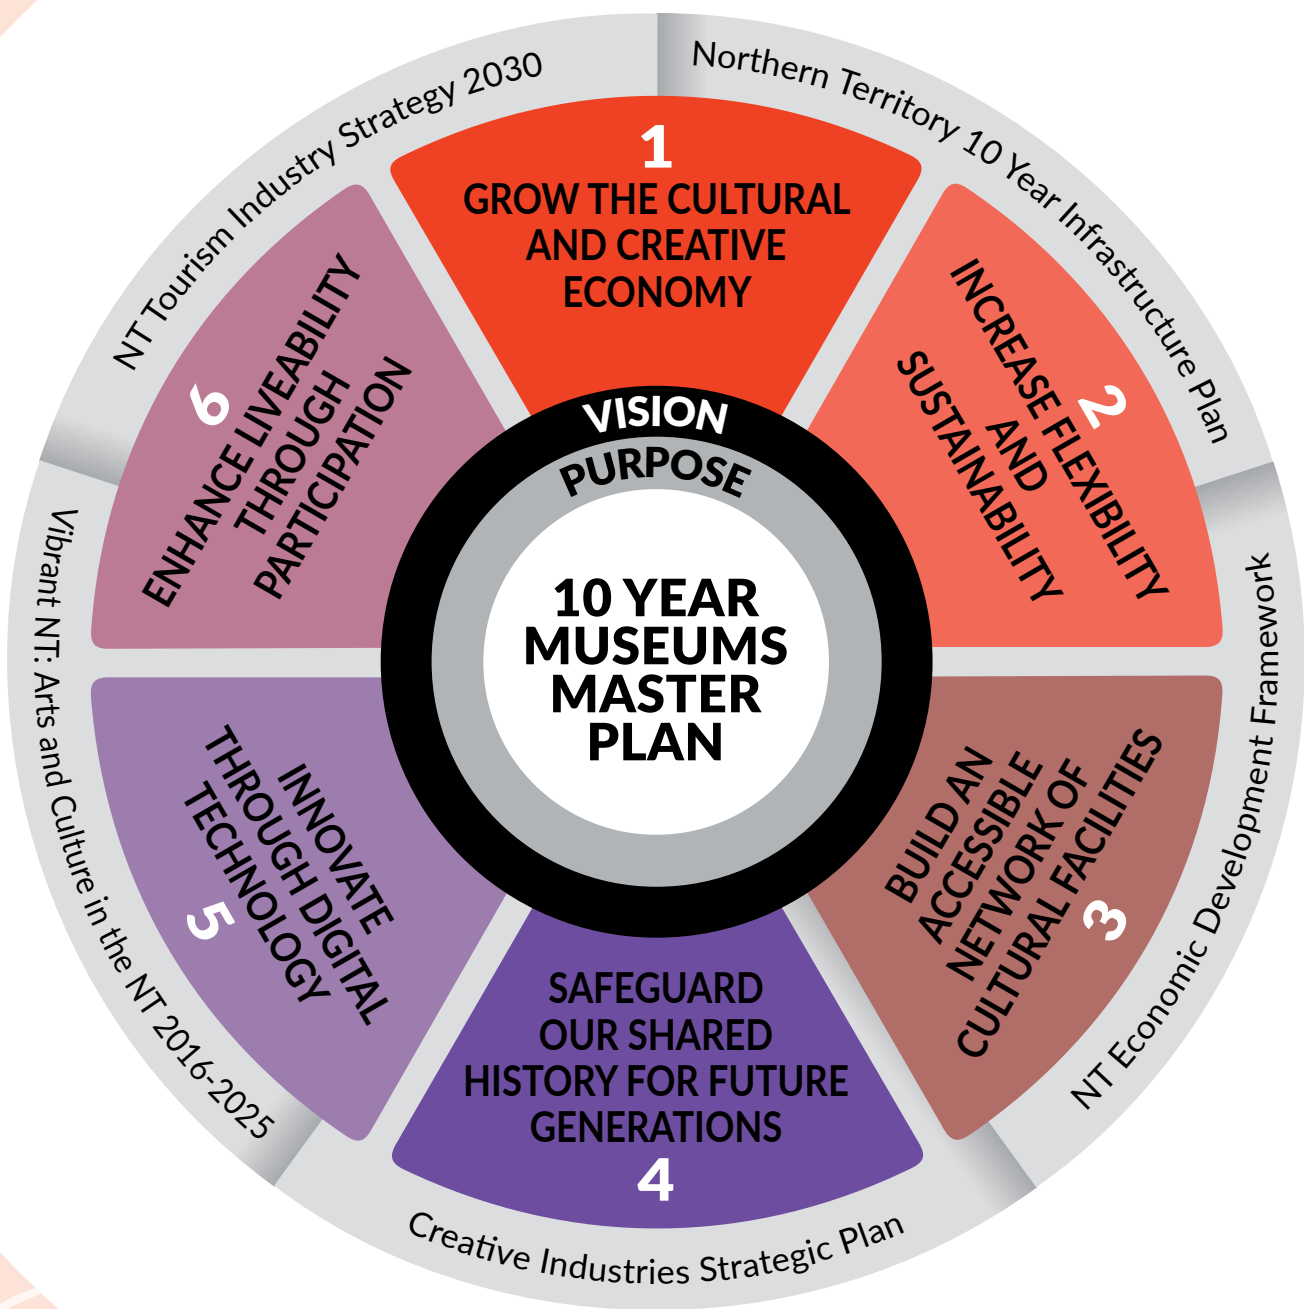 NT Tourism Industry Strategy 2030
Northern Territory 10 Year Infrastructure Plan
NT Economic Development Framework
Creative Industries Strategic Plan
Vibrant NT: Arts and Culture in the NT 2016-2025
1
GROW THE CULTURAL
AND CREATIVE
ECONOMY
2
INCREASE FLEXIBILITY
AND
SUSTAINABILITY
BUILD AN
ACCESSIBLE
NETWORK OF
CULTURAL FACILITIES
3
SAFEGUARD
OUR SHARED
HISTORY FOR FUTURE
GENERATIONS
4
INNOVATE
THROUGH DIGITAL
TECHNOLOGY
5
6
ENHANCE LIVEABILITY
THROUGH
PARTICIPATION
VISION
PURPOSE
10 YEAR
MUSEUMS
MASTER
PLAN